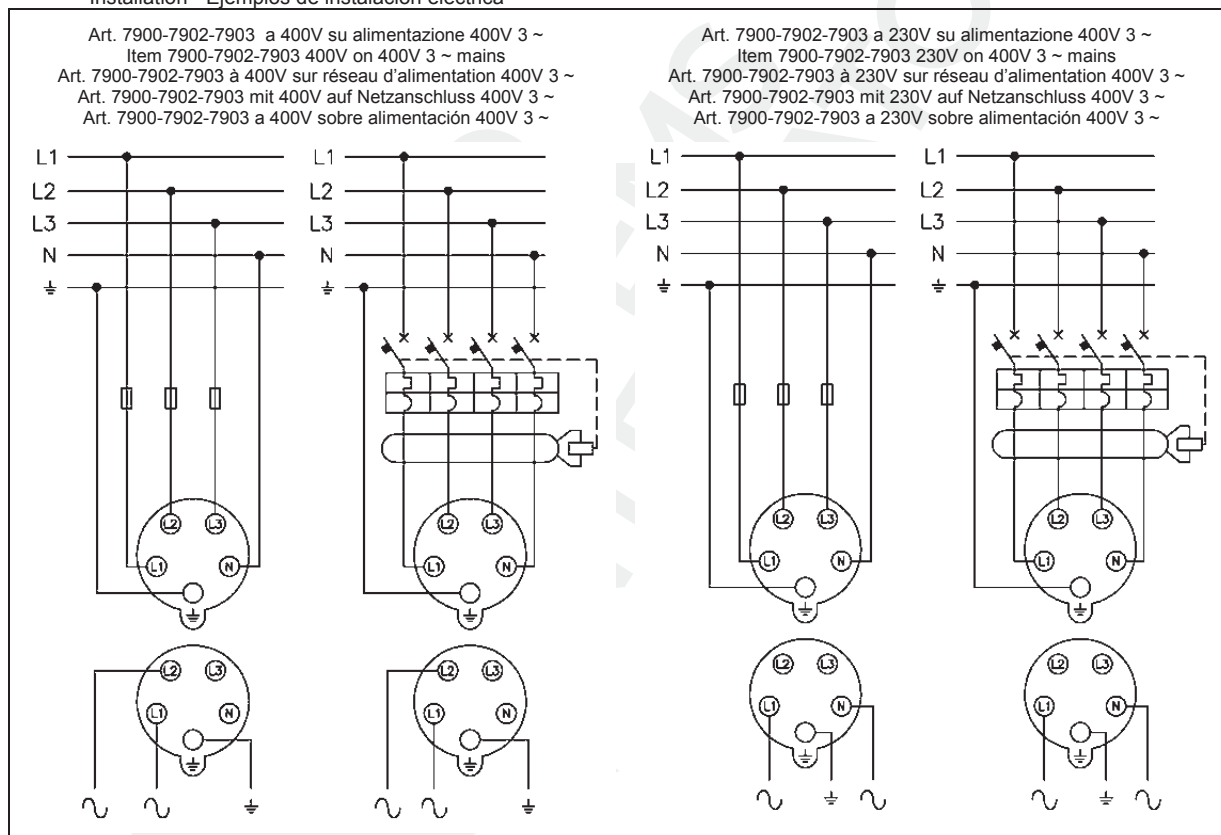 Installation - Ejemplos de instalación eléctrica
Art. 7900-7902-7903 a 400V su alimentazione 400V 3 ~
Item 7900-7902-7903 400V on 400V 3 ~ mains
Art. 7900-7902-7903 à 400V sur réseau d'alimentation 400V 3 ~
Art. 7900-7902-7903 mit 400V auf Netzanschluss 400V 3 ~
Art. 7900-7902-7903 a 400V sobre alimentación 400V 3 ~
Art. 7900-7902-7903 a 230V su alimentazione 400V 3 ~
Item 7900-7902-7903 230V on 400V 3 ~ mains
Art. 7900-7902-7903 à 230V sur réseau d'alimentation 400V 3 ~
Art. 7900-7902-7903 mit 230V auf Netzanschluss 400V 3 ~
Art. 7900-7902-7903 a 230V sobre alimentación 400V 3 ~
L1 L1 L1 L1
L2 L2 L2 L2
L3 L3 L3 L3
N N N N
L2 L3 L2 L3 L2 L3 L2 L3
L1 N L1 N L1 N L1 N
L2 L3 L2 L3 L2 L3 L2 L3
L1 N L1 N L1 N L1 N